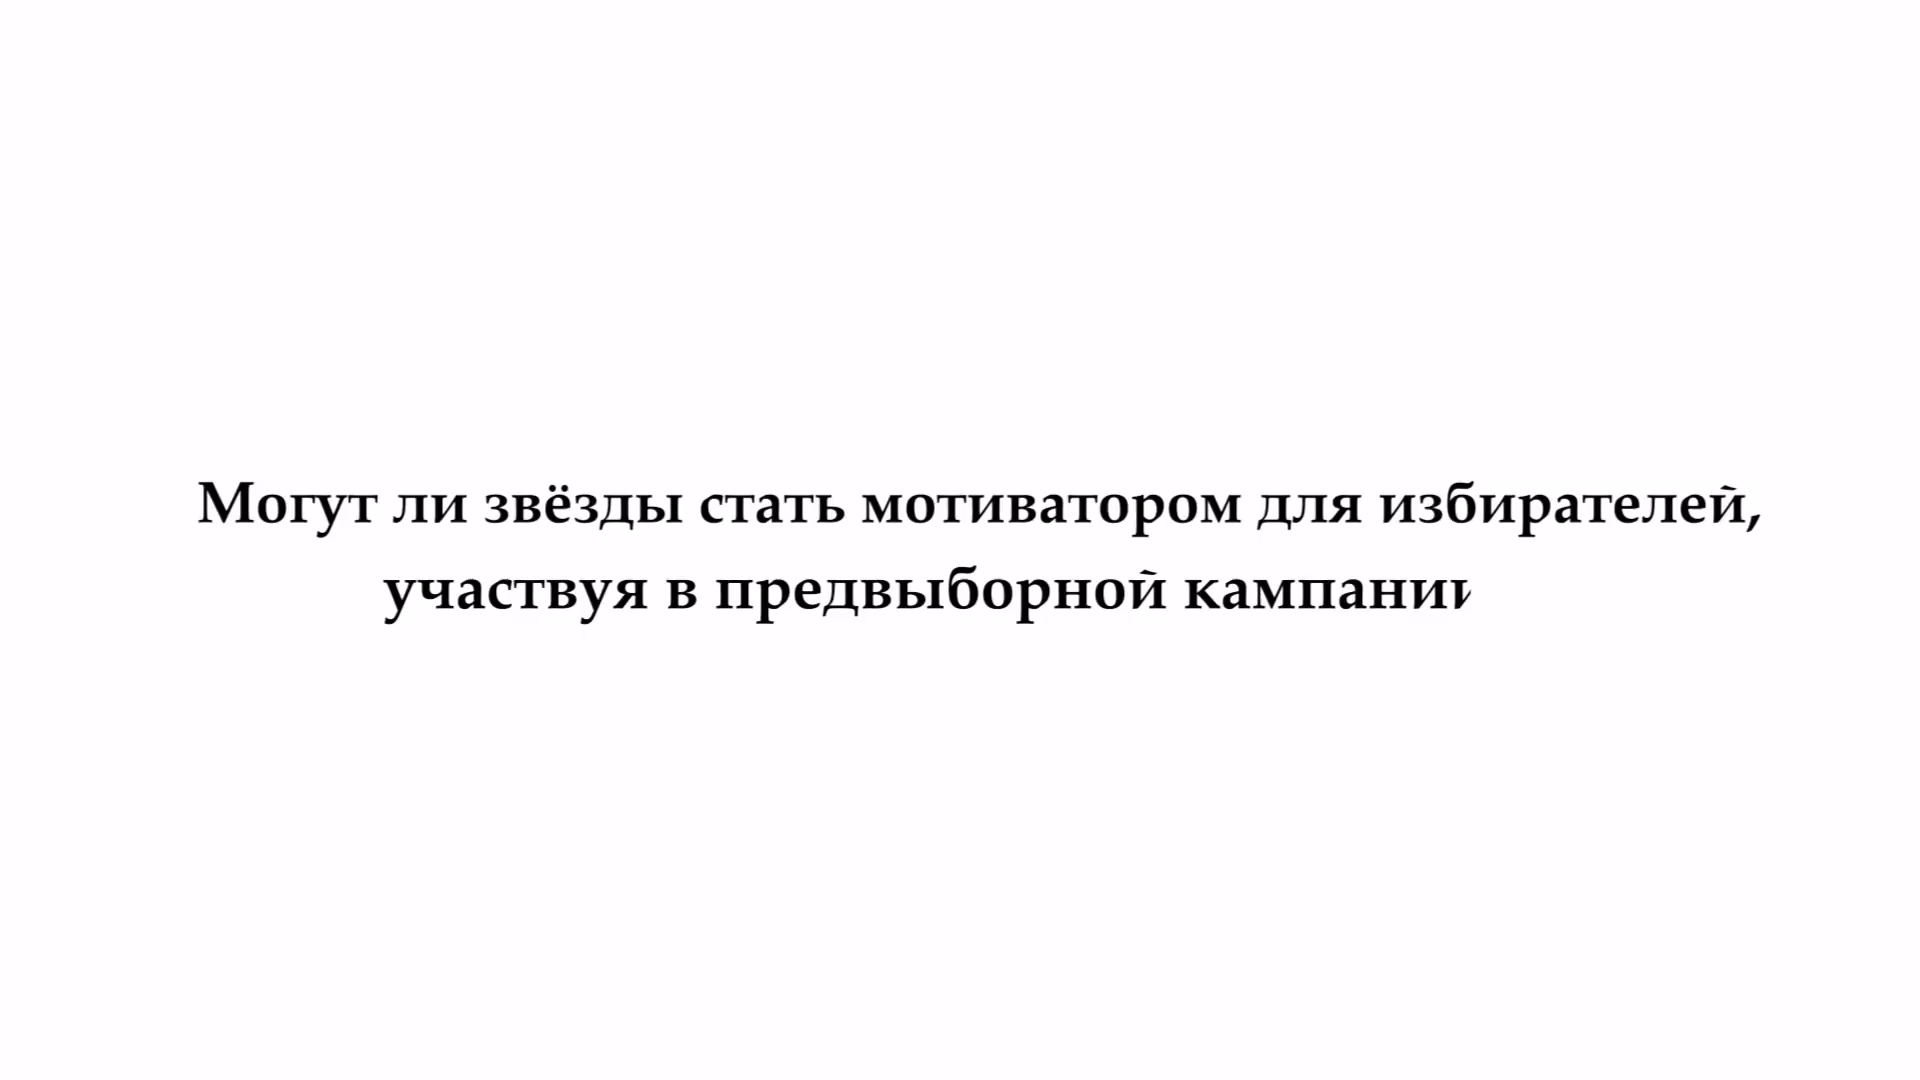 Могут ли звёзды стать мотиватором для избирателей,
участвуя в предвыборной кампании